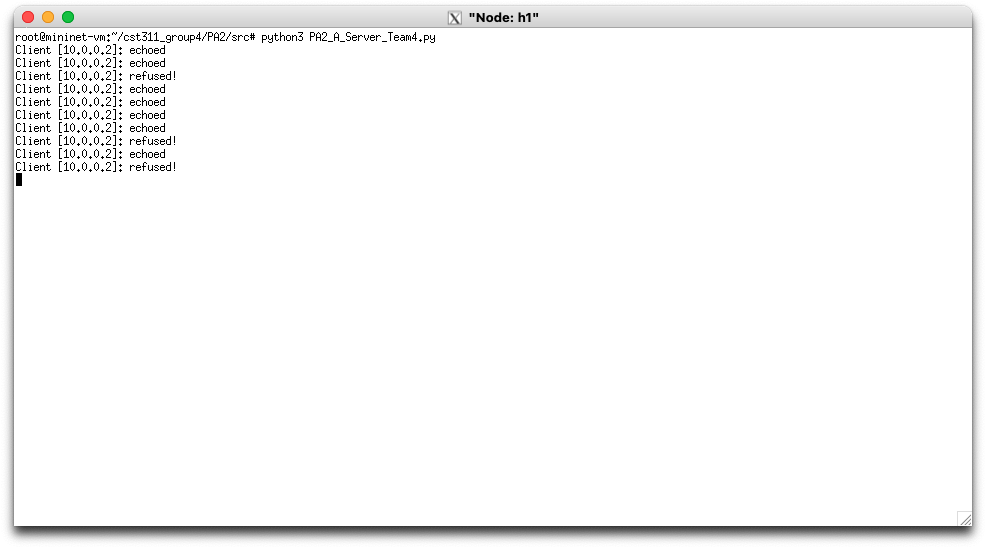 "Node: h1"
root@mininet-vm:~/cst311_group4/PA2/src# python3 PA2_A_Server_Team4.py
Client [10.0.0.2]: echoed
Client [10.0.0.2]: echoed
Client [10.0.0.2]: refused!
Client [10.0.0.2]: echoed
Client [10.0.0.2]: echoed
Client [10.0.0.2]: echoed
Client [10.0.0.2]: echoed
Client [10.0.0.2]: refused!
Client [10.0.0.2]: echoed
Client [10.0.0.2]: refused!